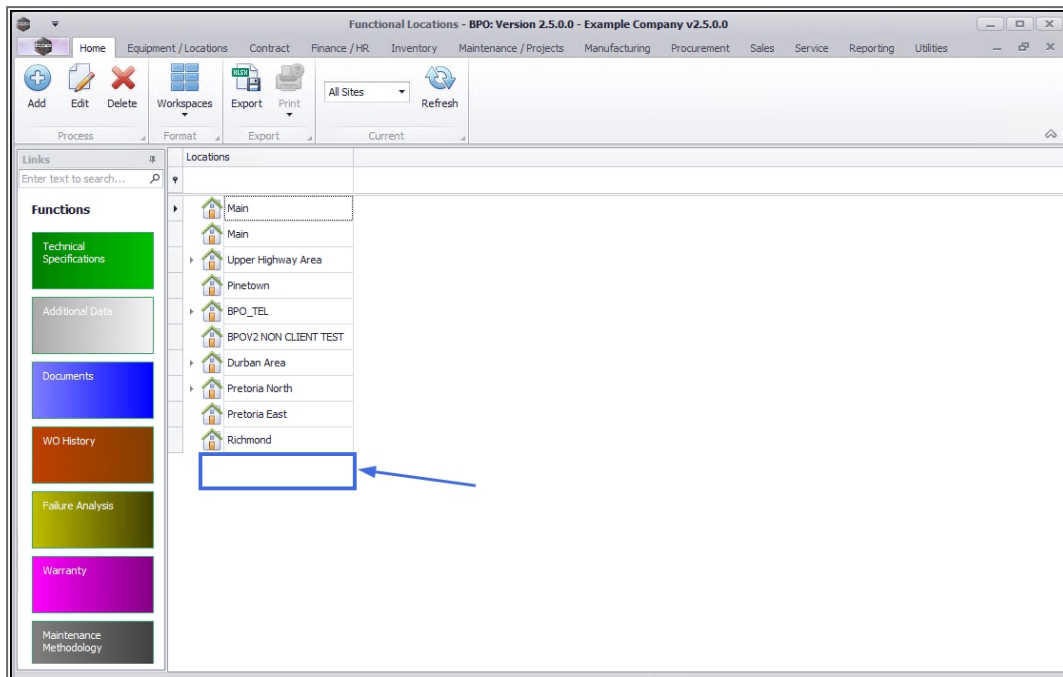 Functional Locations - BPO: Version 2.5.0.0 - Example Company v2.5.0.0
Home Equipment / Locations Contract Finance / HR Inventory Maintenance / Projects Manufacturing Procurement Sales Service Reporting Utilities
Add Edit Delete Workspaces Export Print All Sites Refresh
Process Format Export Current
Links
Enter text to search...
Functions
Technical
Specifications
Additional Data
Documents
WO History
Failure Analysis
Warranty
Maintenance
Methodology
Locations
Main
Main
Upper Highway Area
Pinetown
BPO_TEL
BPOV2 NON CLIENT TEST
Durban Area
Pretoria North
Pretoria East
Richmond